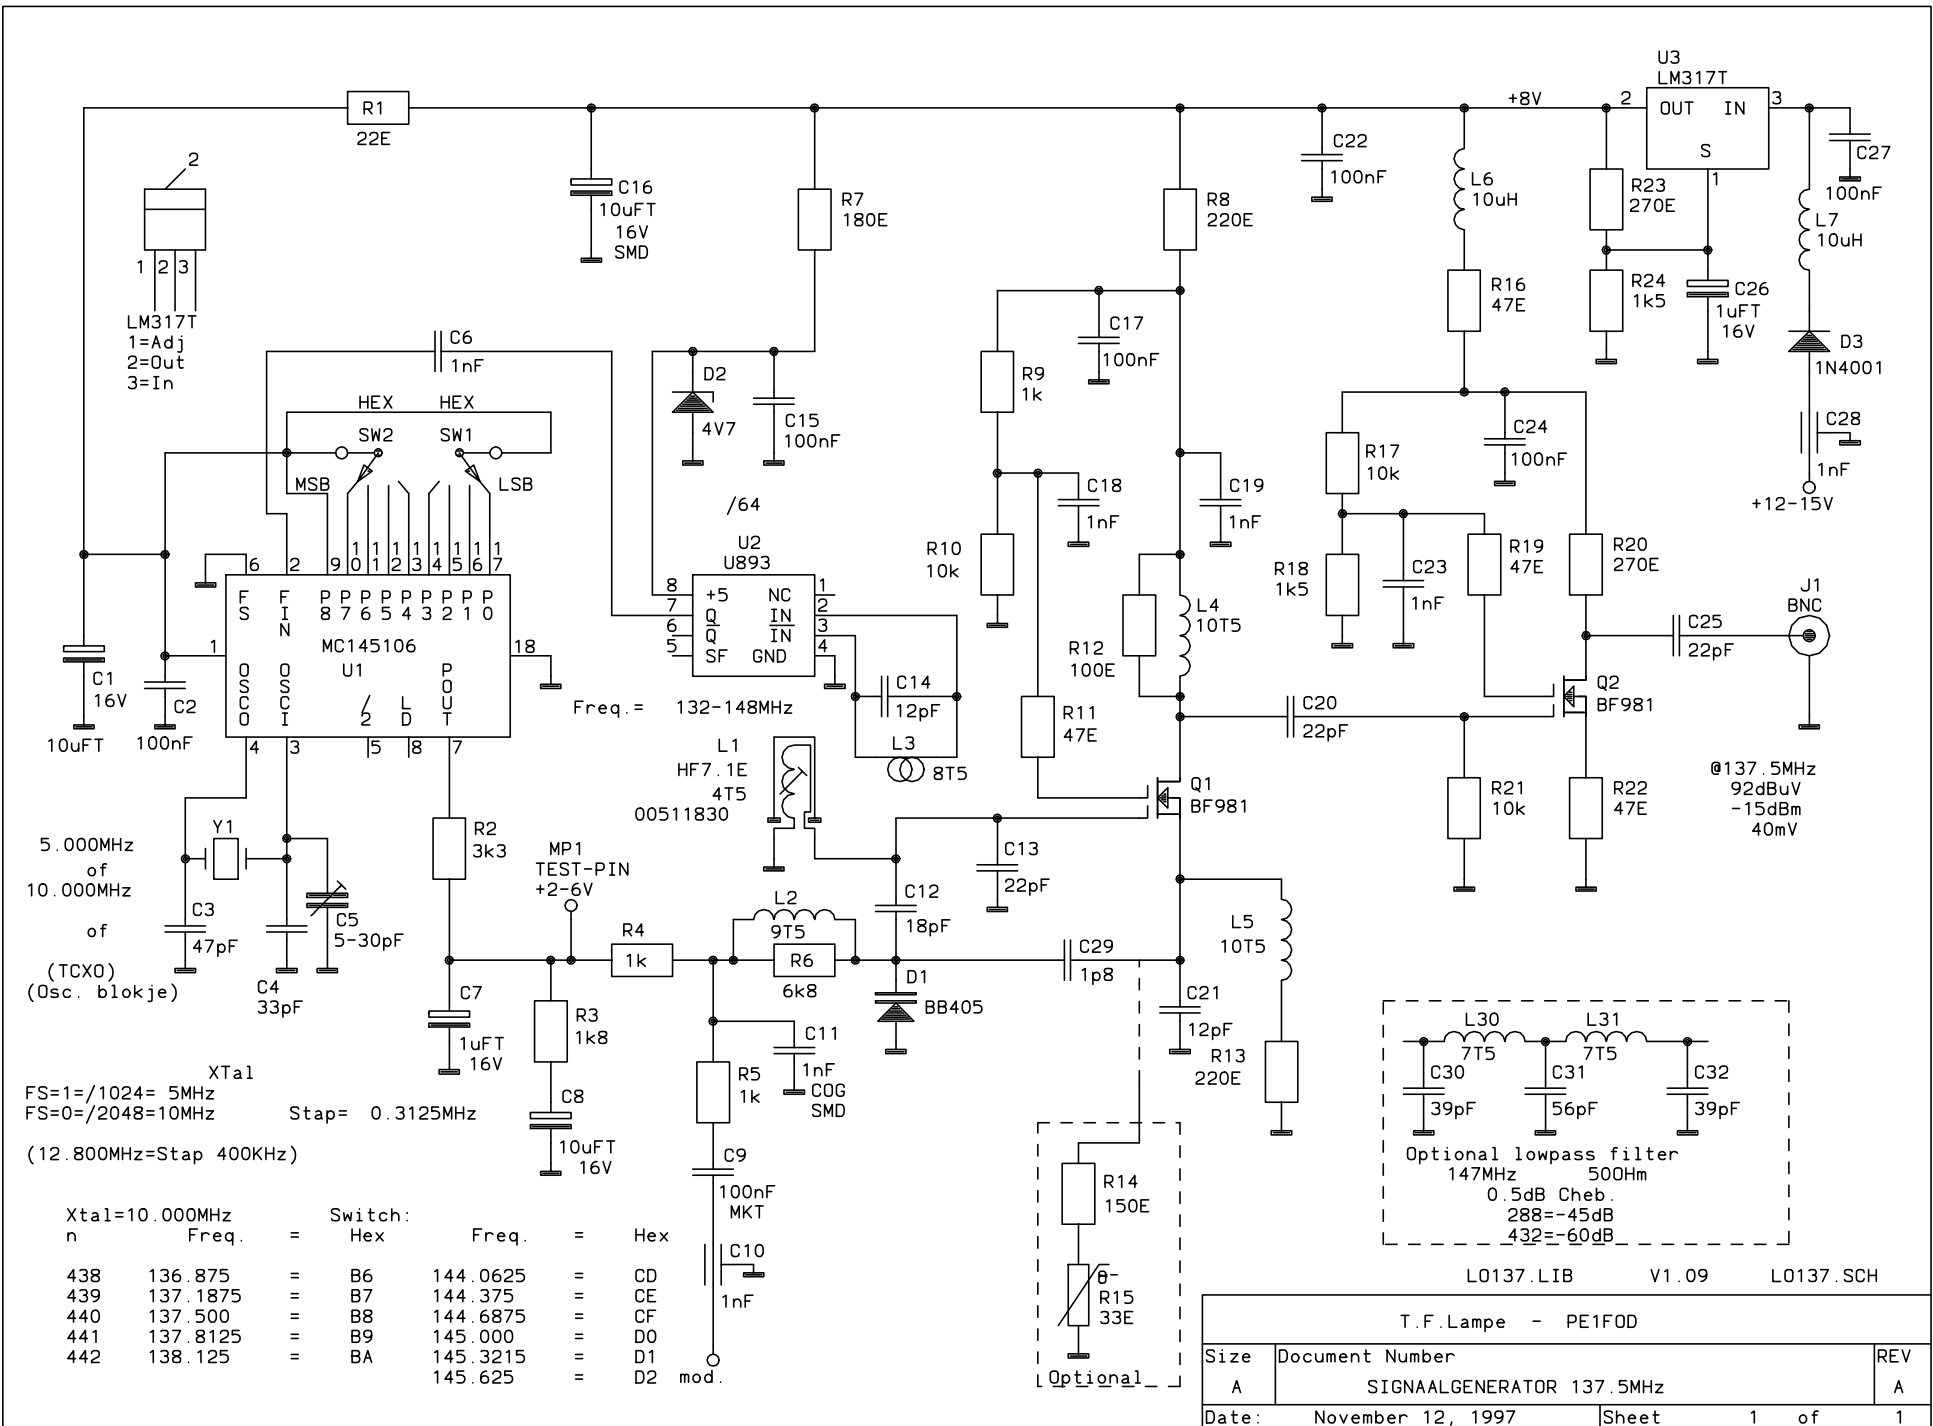 U3
LM317T
OUT IN
S
2
3
1
+8V
R1
22E
C16
10uFT
16V
SMD
R7
180E
R8
220E
C22
100nF
L6
10uH
R23
270E
C27
100nF
L7
10uH
2
1 2 3
LM317T
1=Adj
2=Out
3=In
C6
1nF
D2
4V7
C15
100nF
C17
100nF
R9
1k
R16
47E
R24
1k5
C26
1uFT
16V
D3
1N4001
C28
1nF
+12-15V
HEX HEX
SW2 SW1
MSB LSB
/64
U2
U893
8 +5 NC 1
7 Q IN 2
6 Q IN 3
5 SF GND 4
C18
1nF
C19
1nF
R17
10k
C24
100nF
R10
10k
R18
1k5
C23
1nF
R19
47E
R20
270E
J1
BNC
C25
22pF
6 2 9 10 11 12 13 14 15 16 17
FS FIN P8 P7 P6 P5 P4 P3 P2 P1 P0
MC145106
U1
1
18
OSCO OSCI /2 LD POUT
4 3 5 8 7
C1
16V
10uFT
C2
100nF
Freq.= 132-148MHz
C14
12pF
L3
8T5
L1
HF7.1E
4T5
00511830
R12
100E
L4
10T5
R11
47E
C20
22pF
Q2
BF981
Q1
BF981
R21
10k
R22
47E
@137.5MHz
92dBuV
-15dBm
40mV
5.000MHz
of
10.000MHz
of
(TCXO)
(Osc. blokje)
Y1
C3
47pF
C4
33pF
C5
5-30pF
R2
3k3
MP1
TEST-PIN
+2-6V
R4
1k
L2
9T5
R6
6k8
C12
18pF
C13
22pF
C29
1p8
L5
10T5
D1
BB405
C21
12pF
R13
220E
C7
1uFT
16V
R3
1k8
C8
10uFT
16V
C11
1nF
COG
SMD
R5
1k
C9
100nF
MKT
C10
1nF
mod.
R14
150E
R15
33E
Optional
L30
7T5
L31
7T5
C30
39pF
C31
56pF
C32
39pF
Optional lowpass filter
147MHz 50OHm
0.5dB Cheb.
288=-45dB
432=-60dB
XTal
FS=1=/1024= 5MHz
FS=0=/2048=10MHz Stap= 0.3125MHz
(12.800MHz=Stap 400KHz)
Xtal=10.000MHz Switch:
n Freq. = Hex Freq. = Hex
438 136.875 = B6 144.0625 = CD
439 137.1875 = B7 144.375 = CE
440 137.500 = B8 144.6875 = CF
441 137.8125 = B9 145.000 = D0
442 138.125 = BA 145.3215 = D1
145.625 = D2
LO137.LIB V1.09 LO137.SCH
T.F.Lampe - PE1FOD
Size Document Number REV
A SIGNAALGENERATOR 137.5MHz A
Date: November 12, 1997 Sheet 1 of 1